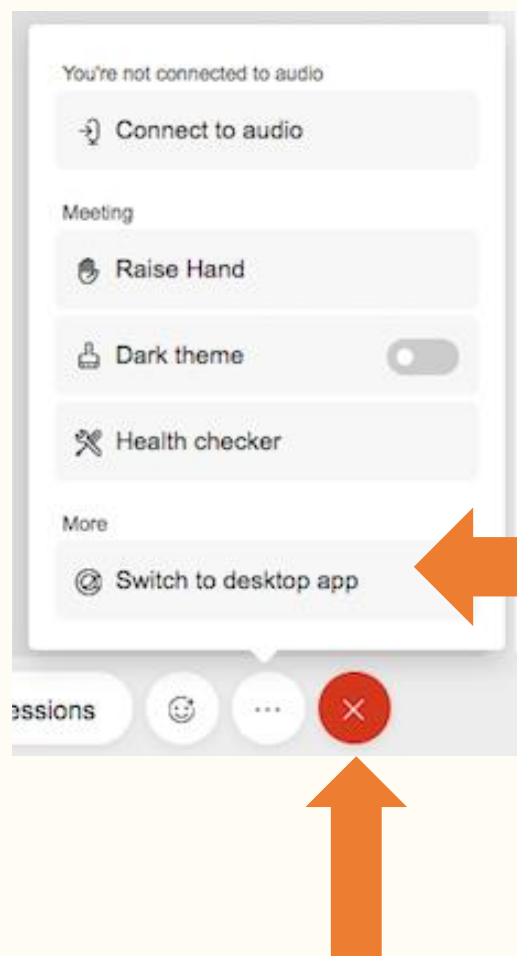 You're not connected to audio
Connect to audio
Meeting
Raise Hand
Dark theme
Health checker
More
Switch to desktop app
essions